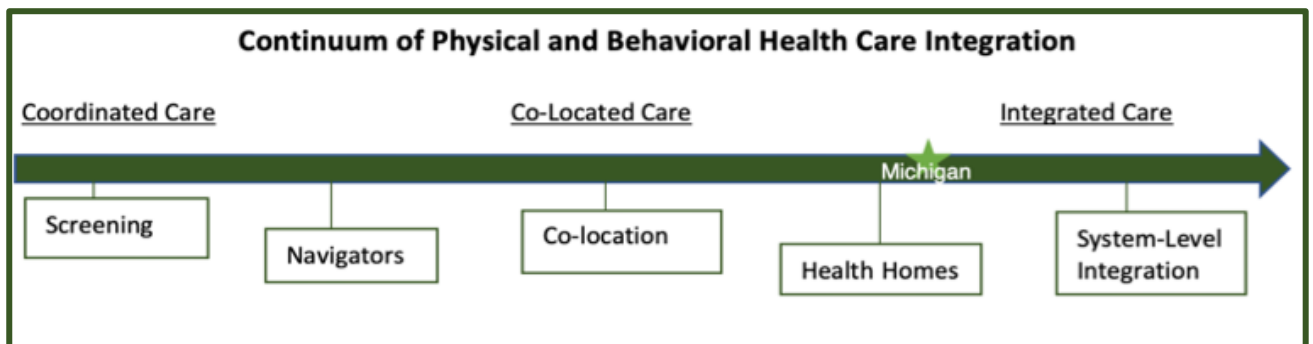 Continuum of Physical and Behavioral Health Care Integration
Coordinated Care
Co-Located Care
Integrated Care
Michigan
Screening
Navigators
Co-location
Health Homes
System-Level
Integration